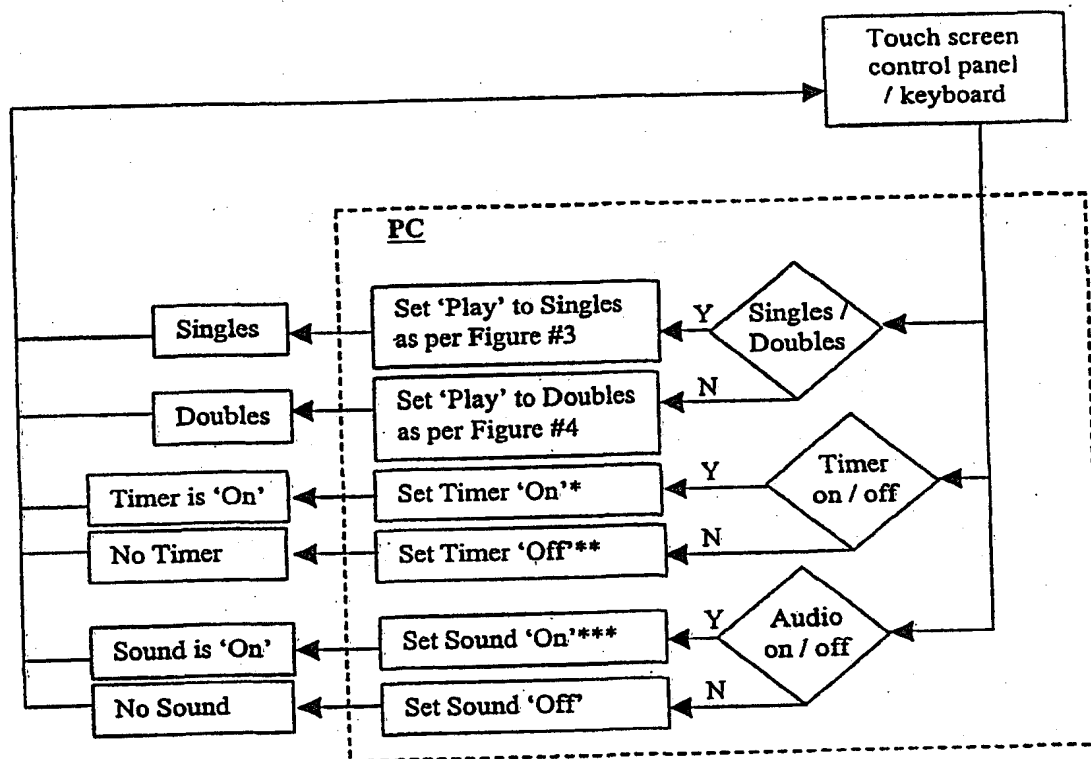 Touch screen
control panel
/ keyboard
PC
Singles
Set ‘Play’ to Singles
as per Figure #3
Y
Singles /
Doubles
Doubles
Set ‘Play’ to Doubles
as per Figure #4
N
Timer is ‘On’
Set Timer ‘On’*
Y
Timer
on / off
No Timer
Set Timer ‘Off’**
N
Sound is ‘On’
Set Sound ‘On’***
Y
Audio
on / off
No Sound
Set Sound ‘Off’
N